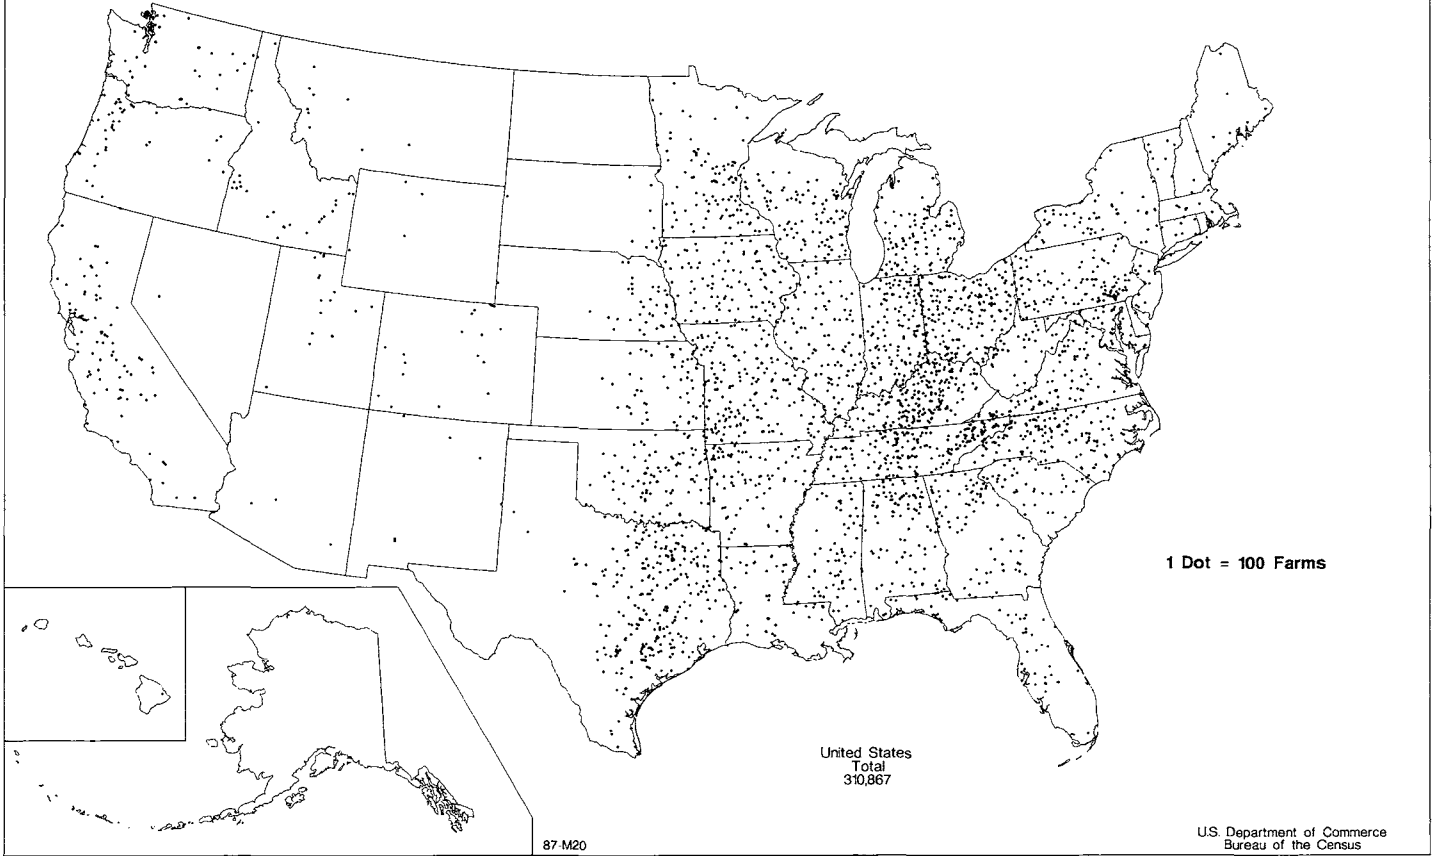 1 Dot = 100 Farms
United States
Total
310,867
87-M20
U.S. Department of Commerce
Bureau of the Census